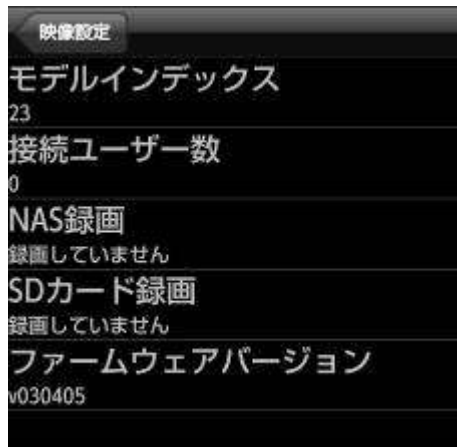 映像設定
モデルインデックス
23
接続ユーザー数
0
NAS録画
録画していません
SDカード録画
録画していません
ファームウェアバージョン
v030405